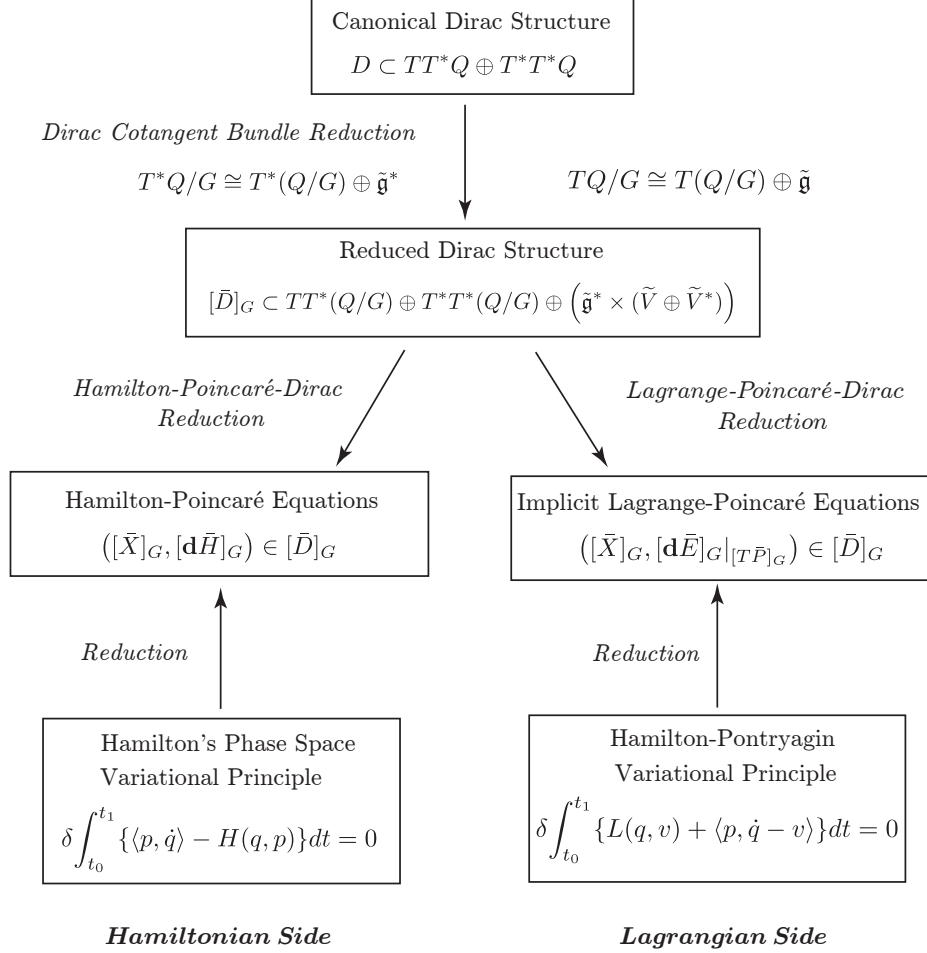 Canonical Dirac Structure
D ⊂ TT*Q ⊕ T*T*Q
Dirac Cotangent Bundle Reduction
T*Q/G ≅ T*(Q/G) ⊕ 𝔤̃*
TQ/G ≅ T(Q/G) ⊕ 𝔤̃
Reduced Dirac Structure
[D̄]_G ⊂ TT*(Q/G) ⊕ T*T*(Q/G) ⊕ (𝔤̃* × (Ṽ ⊕ Ṽ*))
Hamilton-Poincaré-Dirac
Reduction
Lagrange-Poincaré-Dirac
Reduction
Hamilton-Poincaré Equations
([X̄]_G, [𝐝H̄]_G) ∈ [D̄]_G
Implicit Lagrange-Poincaré Equations
([X̄]_G, [𝐝Ē]_G|_{[TP̄]_G}) ∈ [D̄]_G
Reduction
Reduction
Hamilton's Phase Space
Variational Principle
δ∫_{t_0}^{t_1} {⟨p, q̇⟩ − H(q, p)}dt = 0
Hamilton-Pontryagin
Variational Principle
δ∫_{t_0}^{t_1} {L(q, v) + ⟨p, q̇ − v⟩}dt = 0
Hamiltonian Side
Lagrangian Side